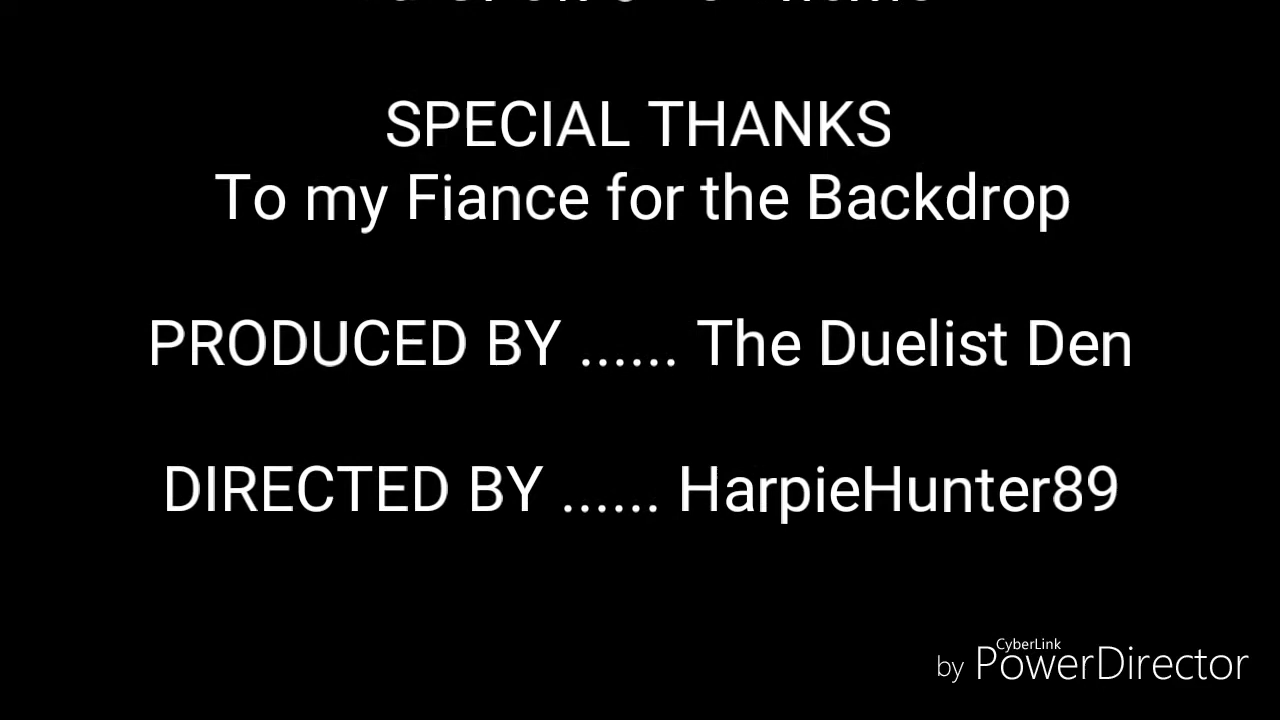 SPECIAL THANKS
To my Fiance for the Backdrop
PRODUCED BY ...... The Duelist Den
DIRECTED BY ...... HarpieHunter89
CyberLink
by PowerDirector